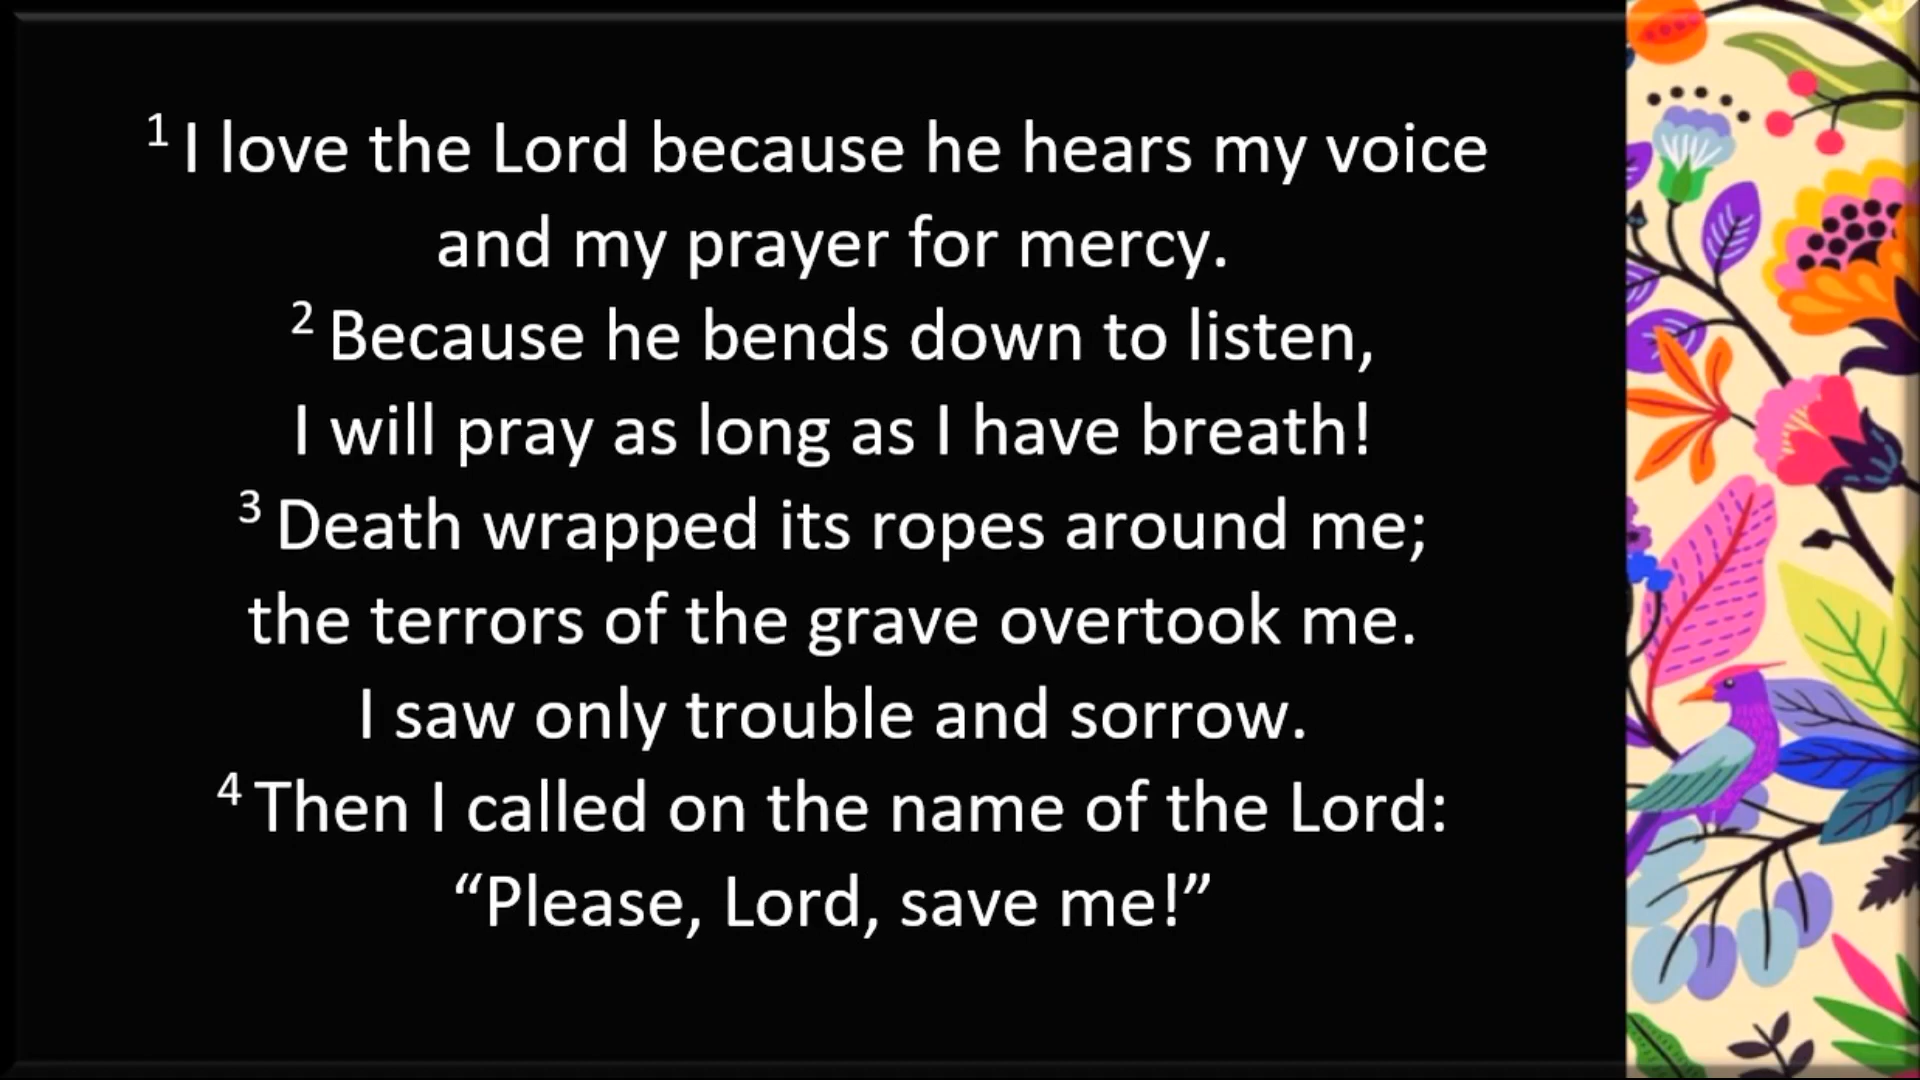 1 I love the Lord because he hears my voice
and my prayer for mercy.
2 Because he bends down to listen,
I will pray as long as I have breath!
3 Death wrapped its ropes around me;
the terrors of the grave overtook me.
I saw only trouble and sorrow.
4 Then I called on the name of the Lord:
“Please, Lord, save me!”